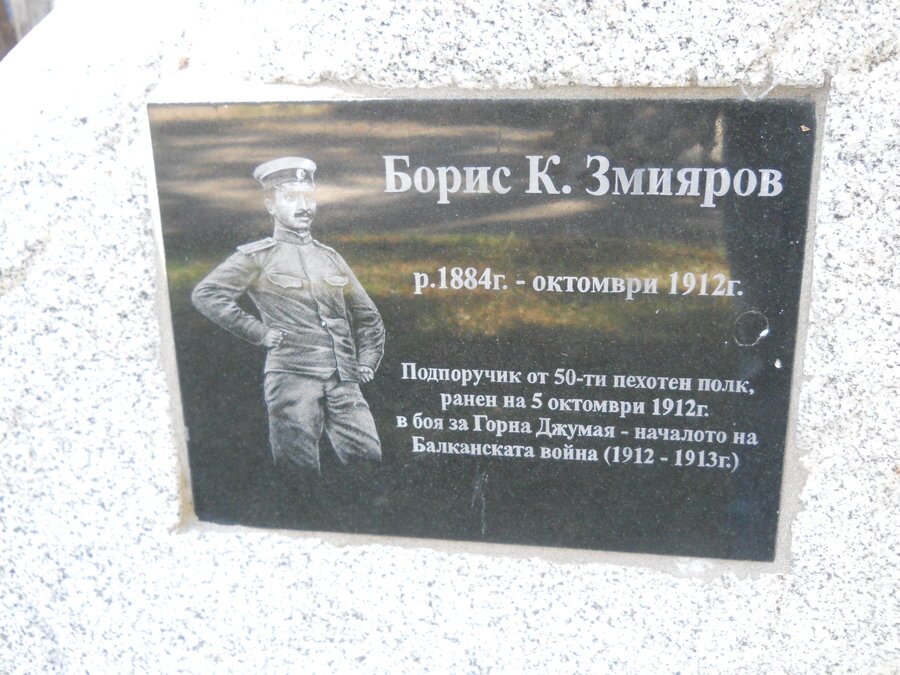 Борис К. Змияров
р.1884г. - октомври 1912г.
Подпоручик от 50-ти пехотен полк,
ранен на 5 октомври 1912г.
в боя за Горна Джумая - началото на
Балканската война (1912 - 1913г.)